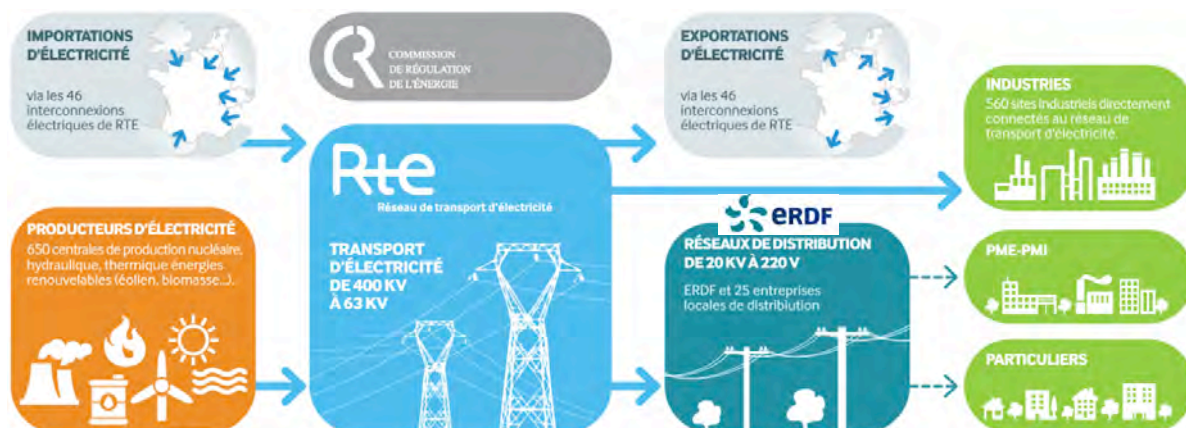 IMPORTATIONS
D'ÉLECTRICITÉ
via les 46
interconnexions
électriques de RTE
COMMISSION
DE RÉGULATION
DE L'ÉNERGIE
EXPORTATIONS
D'ÉLECTRICITÉ
via les 46
interconnexions
électriques de RTE
INDUSTRIES
560 sites industriels directement
connectés au réseau de
transport d'électricité.
PRODUCTEURS D'ÉLECTRICITÉ
650 centrales de production nucléaire,
hydraulique, thermique énergies
renouvelables (éolien, biomasse...).
Rte
Réseau de transport d'électricité
TRANSPORT
D'ÉLECTRICITÉ
DE 400 KV
À 63 KV
eRDF
RÉSEAUX DE DISTRIBUTION
DE 20 KV À 220 V
ERDF et 25 entreprises
locales de distribiution
PME-PMI
PARTICULIERS